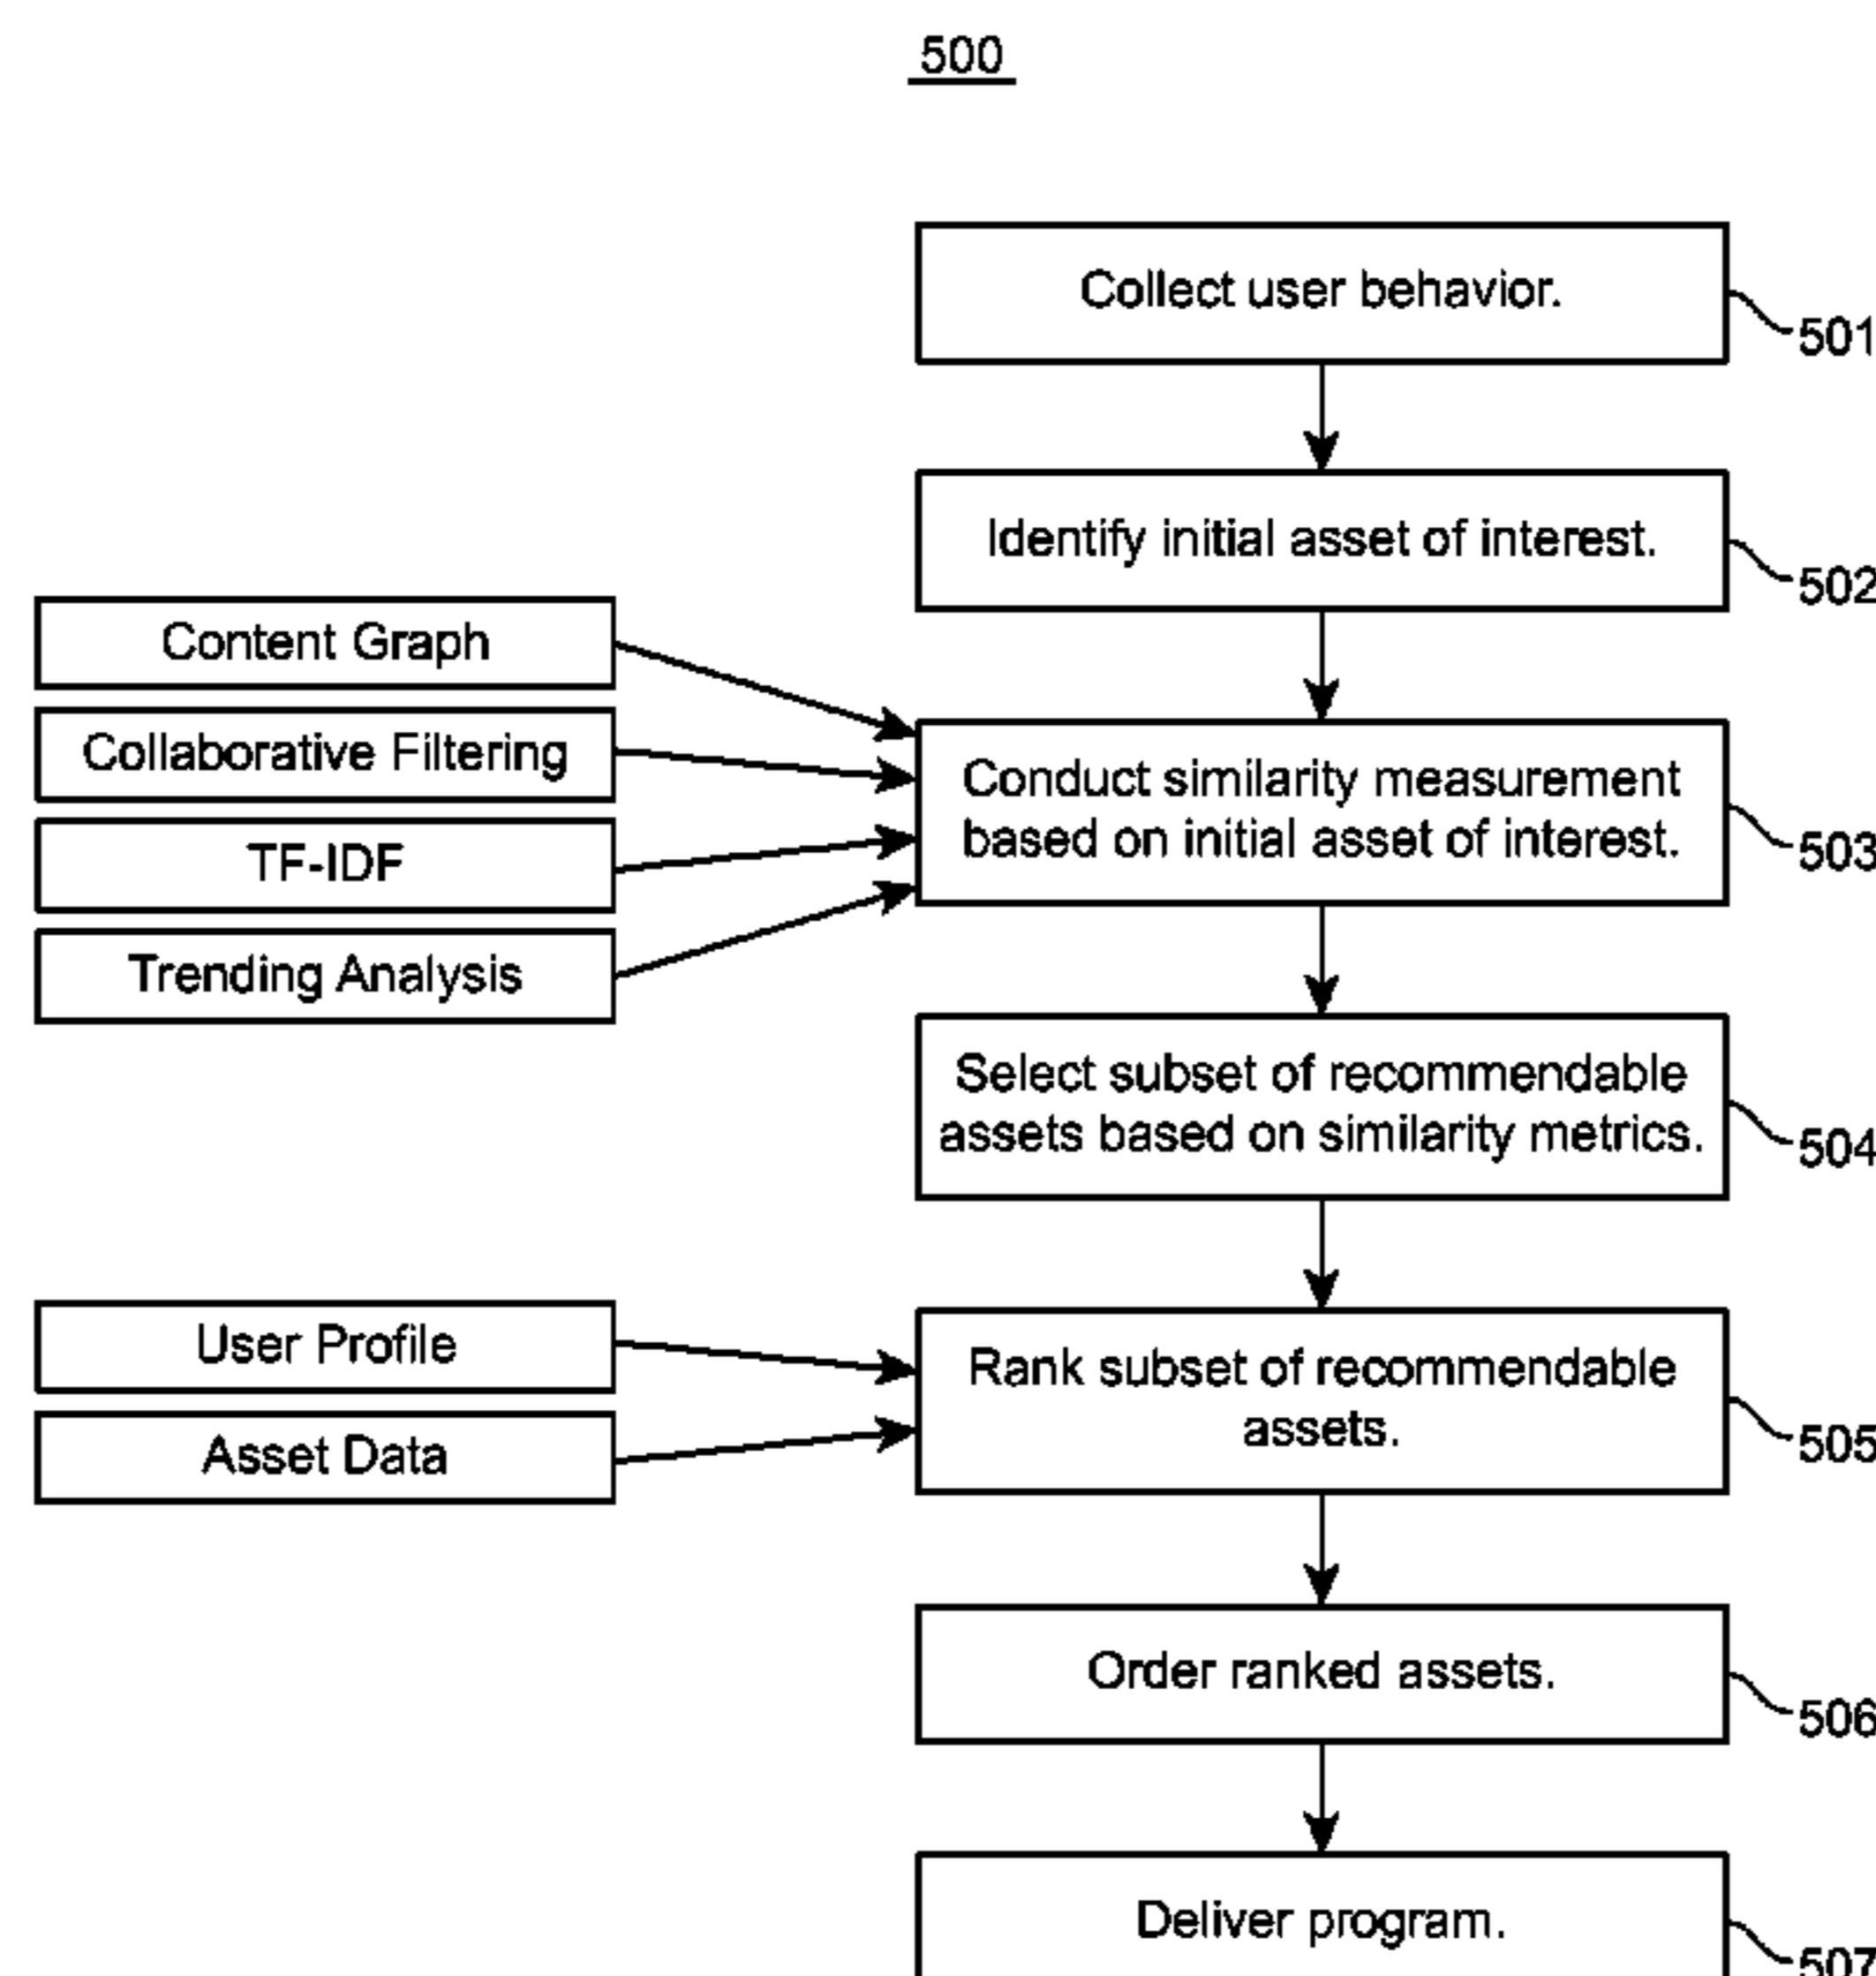 500
Collect user behavior.
501
Identify initial asset of interest.
502
Content Graph
Collaborative Filtering
TF-IDF
Trending Analysis
Conduct similarity measurement
based on initial asset of interest.
503
Select subset of recommendable
assets based on similarity metrics.
504
User Profile
Asset Data
Rank subset of recommendable
assets.
505
Order ranked assets.
506
Deliver program.
507